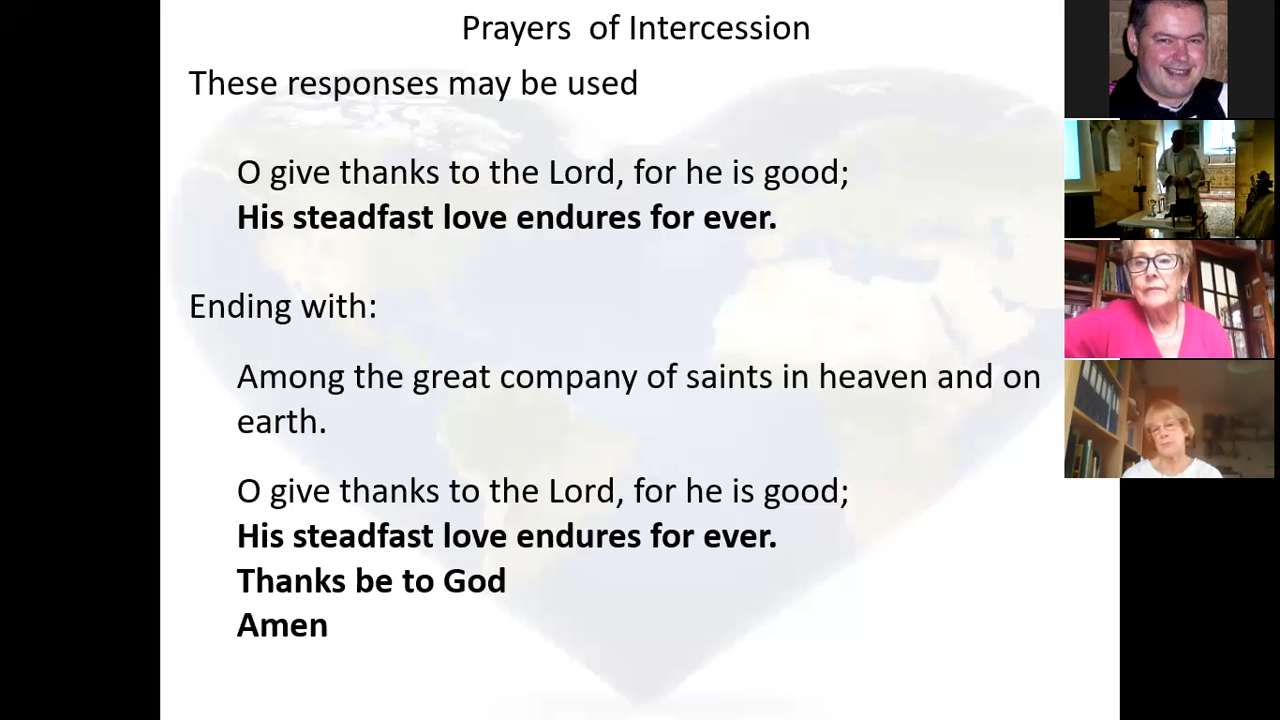 Prayers  of Intercession
These responses may be used
O give thanks to the Lord, for he is good;
His steadfast love endures for ever.
Ending with:
Among the great company of saints in heaven and on
earth.
O give thanks to the Lord, for he is good;
His steadfast love endures for ever.
Thanks be to God
Amen